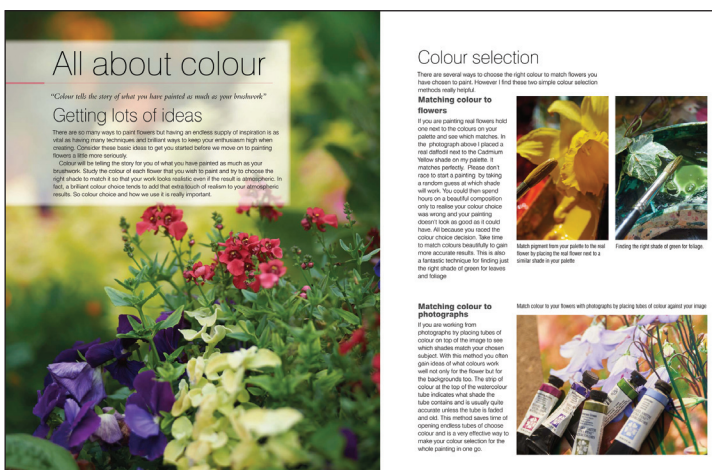 All about colour
"Colour tells the story of what you have painted as much as your brushwork"
Getting lots of ideas
There are so many ways to paint flowers but having an endless supply of inspiration is as
vital as having many techniques and brilliant ways to keep your enthusiasm high when
creating. Consider these basic ideas to get you started before we move on to painting
flowers a little more seriously.
Colour will be telling the story for you of what you have painted as much as your
brushwork. Study the colour of each flower that you wish to paint and try to choose the
right shade to match it so that your work looks realistic even if the result is atmospheric. In
fact, a brilliant colour choice tends to add that extra touch of realism to your atmospheric
results. So colour choice and how we use it is really important.
Colour selection
There are several ways to choose the right colour to match flowers you
have chosen to paint. However I find these two simple colour selection
methods really helpful.
Matching colour to
flowers
If you are painting real flowers hold
one next to the colours on your
palette and see which matches. In
the photograph above I placed a
real daffodil next to the Cadmium
Yellow shade on my palette. It
matches perfectly. Please don't
race to start a painting by taking
a random guess at which shade
will work. You could then spend
hours on a beautiful composition
only to realise your colour choice
was wrong and your painting
doesn't look as good as it could
have. All because you raced the
colour choice decision. Take time
to match colours beautifully to gain
more accurate results. This is also
a fantastic technique for finding just
the right shade of green for leaves
and foliage
Match pigment from your palette to the real
flower by placing the real flower next to a
similar shade in your palette
Finding the right shade of green for foliage.
Matching colour to
photographs
If you are working from
photographs try placing tubes of
colour on top of the image to see
which shades match your chosen
subject. With this method you often
gain ideas of what colours work
well not only for the flower but for
the backgrounds too. The strip of
colour at the top of the watercolour
tube indicates what shade the
tube contains and is usually quite
accurate unless the tube is faded
and old. This method saves time of
opening endless tubes of choose
colour and is a very effective way to
make your colour selection for the
whole painting in one go.
Match colour to your flowers with photographs by placing tubes of colour against your image